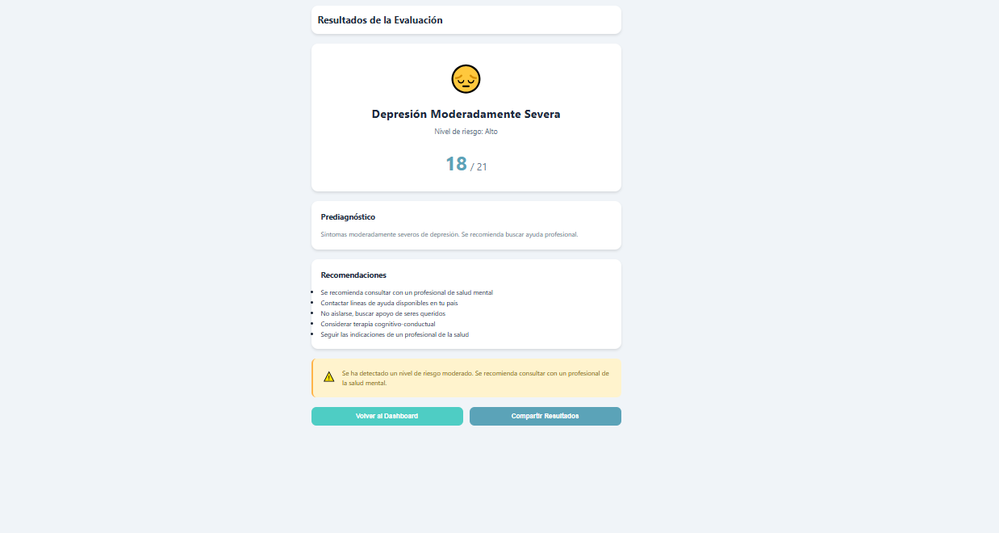 Resultados de la Evaluación
Depresión Moderadamente Severa
Nivel de riesgo: Alto
18 / 21
Prediagnóstico
Síntomas moderadamente severos de depresión. Se recomienda buscar ayuda profesional.
Recomendaciones
Se recomienda consultar con un profesional de salud mental
Contactar líneas de ayuda disponibles en tu país
No aislarse, buscar apoyo de seres queridos
Considerar terapia cognitivo-conductual
Seguir las indicaciones de un profesional de la salud
Se ha detectado un nivel de riesgo moderado. Se recomienda consultar con un profesional de
la salud mental.
Volver al Dashboard
Compartir Resultados